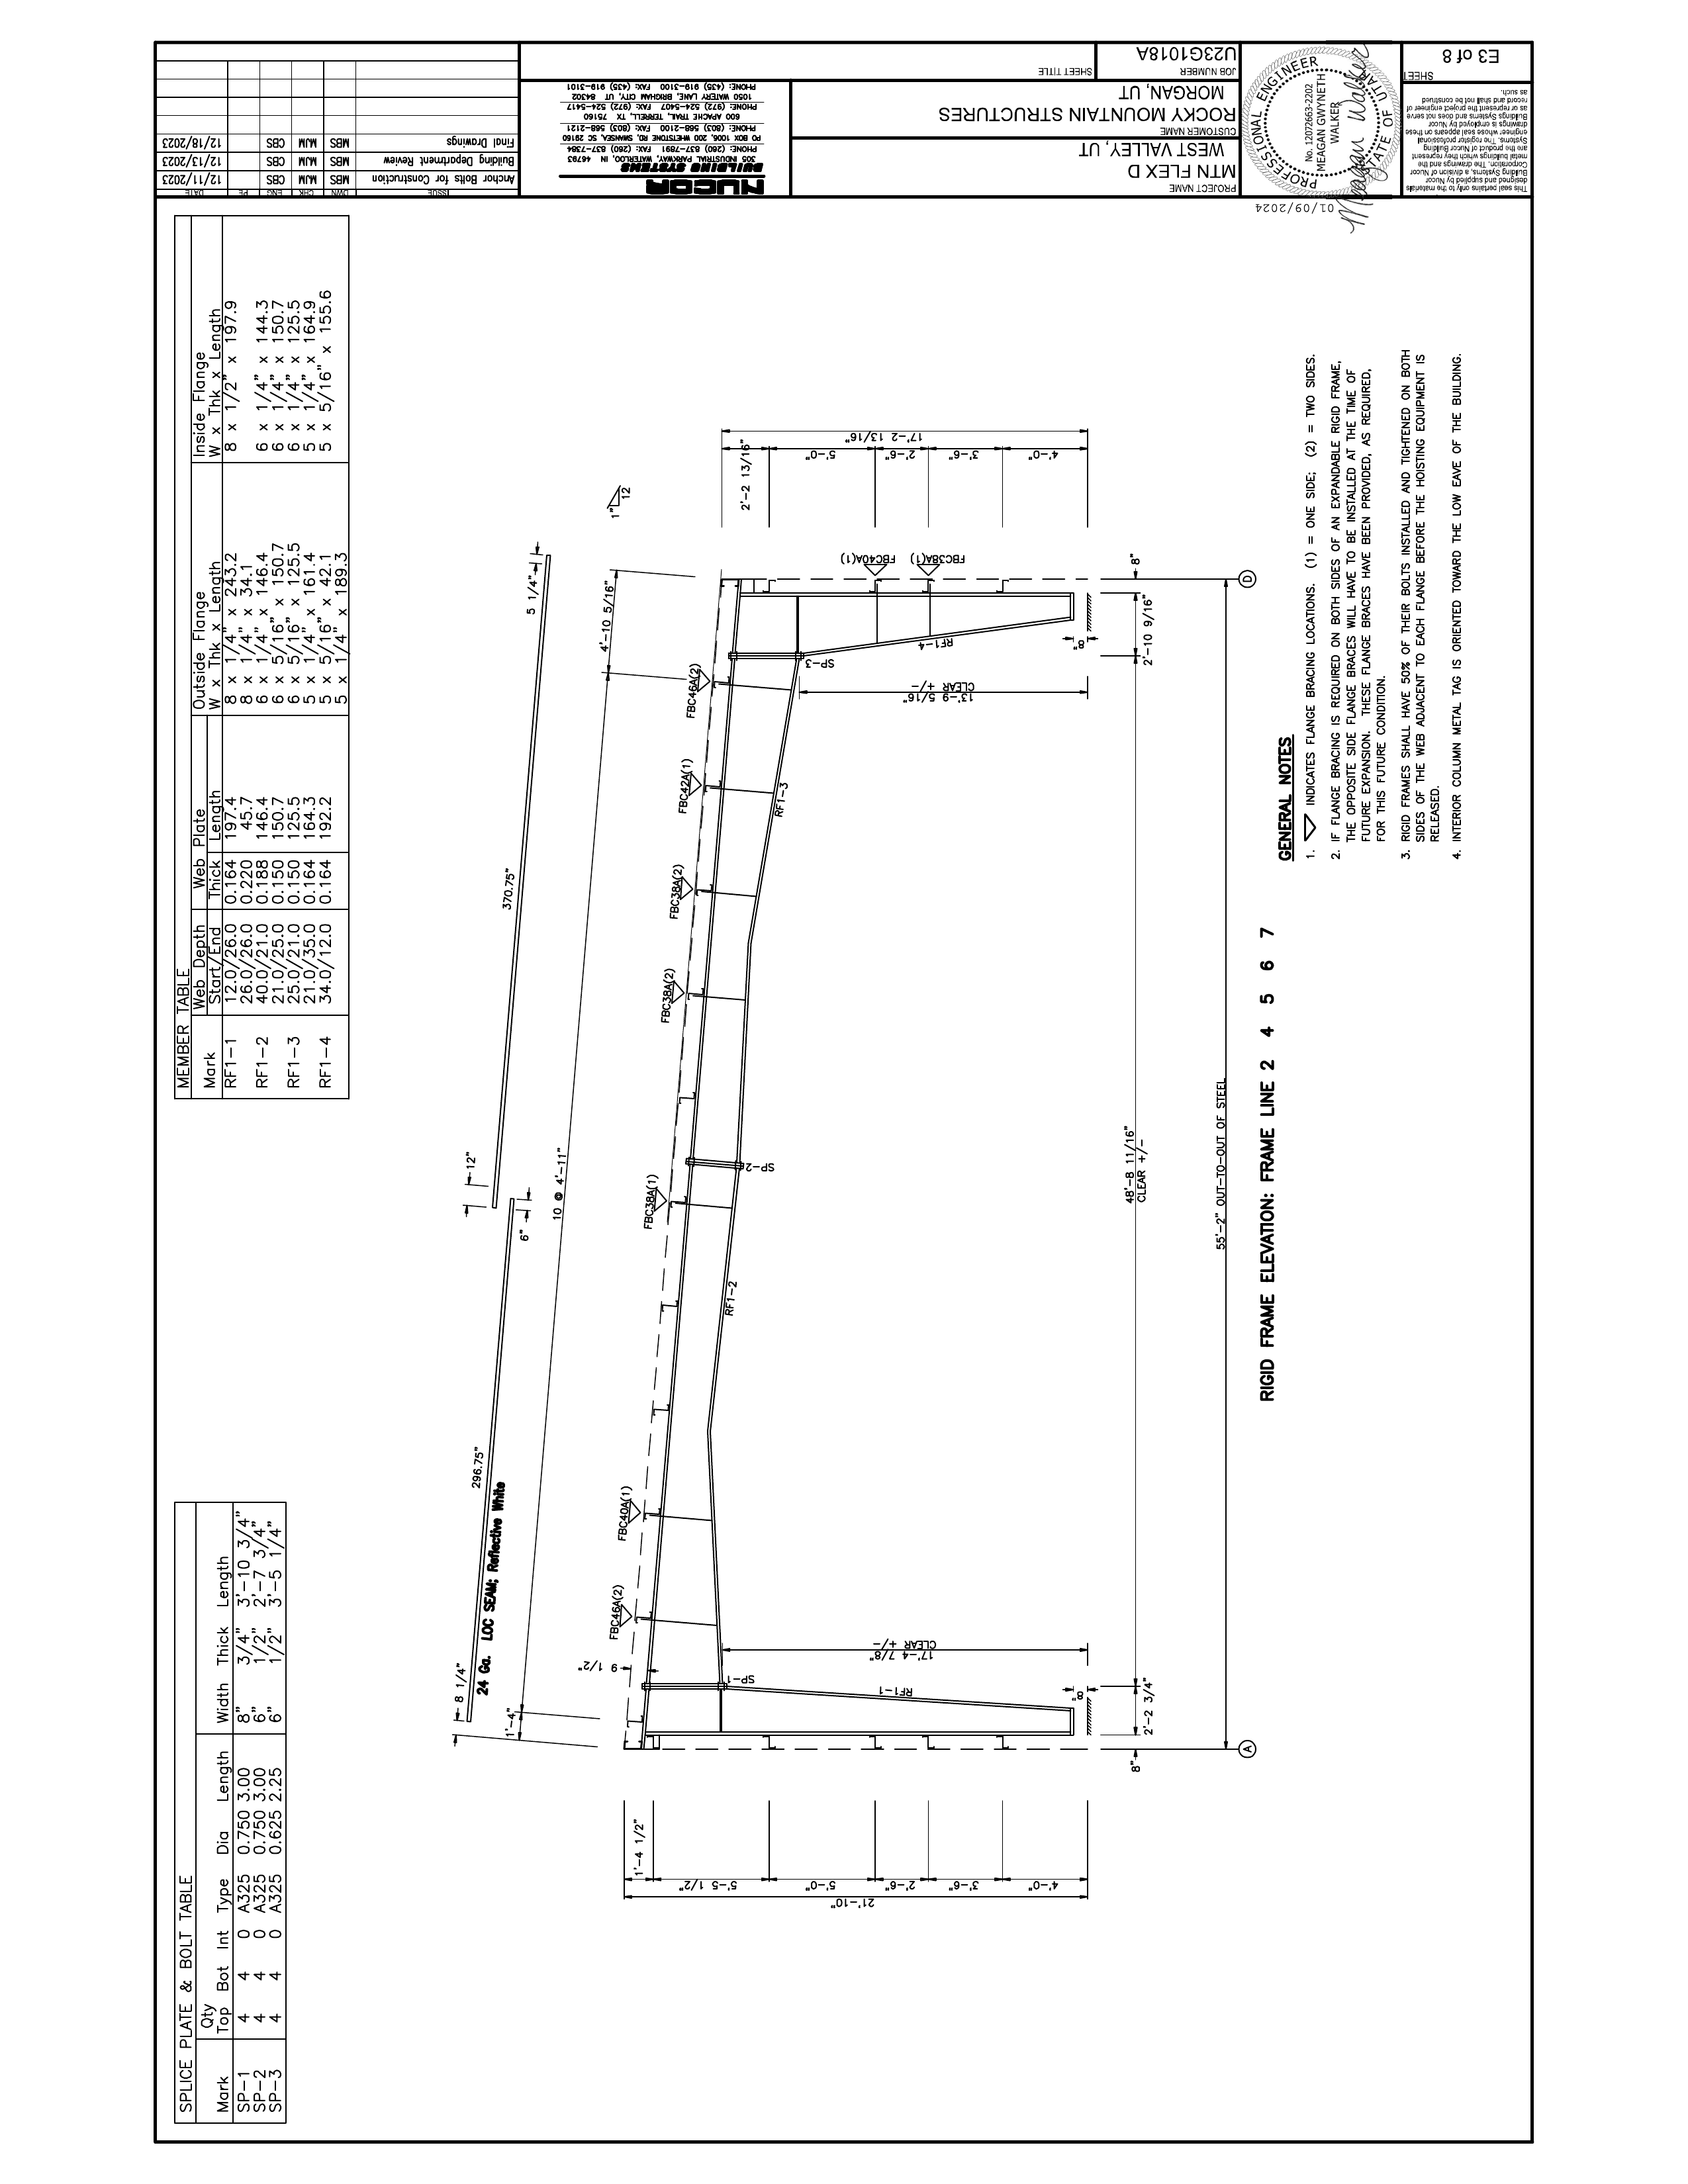 SPLICE PLATE & BOLT TABLE
Mark Qty Top Bot Int Type Dia Length Width Thick Length
SP-1 4 4 0 A325 0.750 3.00 8" 3/4" 3'-10 3/4"
SP-2 4 4 0 A325 0.750 3.00 6" 1/2" 2'-7 3/4"
SP-3 4 4 0 A325 0.625 2.25 6" 1/2" 3'-5 1/4"
MEMBER TABLE
Web Depth Web Plate Outside Flange Inside Flange
Mark Start/End Thick Length W x Thk x Length W x Thk x Length
RF1-1 12.0/26.0 0.164 197.4 8 x 1/4" x 243.2 8 x 1/2" x 197.9
26.0/26.0 0.220 45.7 8 x 1/4" x 34.1
RF1-2 40.0/21.0 0.188 146.4 6 x 1/4" x 146.4 6 x 1/4" x 144.3
21.0/25.0 0.150 150.7 6 x 5/16" x 150.7 6 x 1/4" x 150.7
RF1-3 25.0/21.0 0.150 125.5 6 x 5/16" x 125.5 6 x 1/4" x 125.5
21.0/35.0 0.164 164.3 5 x 1/4" x 161.4 5 x 1/4" x 164.9
RF1-4 34.0/12.0 0.164 192.2 5 x 5/16" x 42.1 5 x 5/16" x 155.6
5 x 1/4" x 189.3
8 1/4"
296.75"
24 Ga. LOC SEAM; Reflective White
6"
12"
370.75"
5 1/4"
1'-4"
10 @ 4'-11"
4'-10 5/16"
1"
12
9 1/2"
FBC46A(2)
FBC40A(1)
FBC38A(1)
FBC38A(2)
FBC38A(2)
FBC42A(1)
FBC46A(2)
SP-1
RF1-1
RF1-2
SP-2
RF1-3
SP-3
RF1-4
FBC40A(1)
FBC38A(1)
17'-4 7/8"
CLEAR +/-
13'-9 5/16"
CLEAR +/-
1'-4 1/2"
5'-5 1/2"
5'-0"
2'-6"
3'-6"
4'-0"
21'-10"
2'-2 13/16"
5'-0"
2'-6"
3'-6"
4'-0"
17'-2 13/16"
8"
8"
8"
2'-2 3/4"
48'-8 11/16"
CLEAR +/-
2'-10 9/16"
8"
55'-2" OUT-TO-OUT OF STEEL
A
D
RIGID FRAME ELEVATION: FRAME LINE 2 4 5 6 7
GENERAL NOTES
1. INDICATES FLANGE BRACING LOCATIONS. (1) = ONE SIDE; (2) = TWO SIDES.
2. IF FLANGE BRACING IS REQUIRED ON BOTH SIDES OF AN EXPANDABLE RIGID FRAME,
THE OPPOSITE SIDE FLANGE BRACES WILL HAVE TO BE INSTALLED AT THE TIME OF
FUTURE EXPANSION. THESE FLANGE BRACES HAVE BEEN PROVIDED, AS REQUIRED,
FOR THIS FUTURE CONDITION.
3. RIGID FRAMES SHALL HAVE 50% OF THEIR BOLTS INSTALLED AND TIGHTENED ON BOTH
SIDES OF THE WEB ADJACENT TO EACH FLANGE BEFORE THE HOISTING EQUIPMENT IS
RELEASED.
4. INTERIOR COLUMN METAL TAG IS ORIENTED TOWARD THE LOW EAVE OF THE BUILDING.
ISSUE DWN CHK ENG PE DATE
Anchor Bolts for Construction MBS MJM CBS 12/11/2023
Building Department Review MBS MJM CBS 12/13/2023
Final Drawings MBS MJM CBS 12/18/2023
NUCOR
BUILDING SYSTEMS
305 INDUSTRIAL PARKWAY, WATERLOO, IN 46793
PHONE: (260) 837-7891 FAX: (260) 837-7384
PO BOX 1006, 200 WHETSTONE RD, SWANSEA, SC 29160
PHONE: (803) 568-2100 FAX: (803) 568-2121
600 APACHE TRAIL, TERRELL, TX 75160
PHONE: (972) 524-5407 FAX: (972) 524-5417
1050 WATERY LANE, BRIGHAM CITY, UT 84302
PHONE: (435) 919-3100 FAX: (435) 919-3101
PROJECT NAME
MTN FLEX D
WEST VALLEY, UT
CUSTOMER NAME
ROCKY MOUNTAIN STRUCTURES
MORGAN, UT
JOB NUMBER
U23G1018A
SHEET TITLE
01/09/2024
PROFESSIONAL ENGINEER
No. 12072663-2202
MEAGAN GWYNETH
WALKER
STATE OF UTAH
Meagan Walker
This seal pertains only to the materials
designed and supplied by Nucor
Building Systems, a division of Nucor
Corporation. The drawings and the
metal buildings which they represent
are the product of Nucor Building
Systems. The registered professional
engineer whose seal appears on these
drawings is employed by Nucor
Building Systems and does not serve
as or represent the project engineer of
record and shall not be construed
as such.
SHEET
E3 of 8